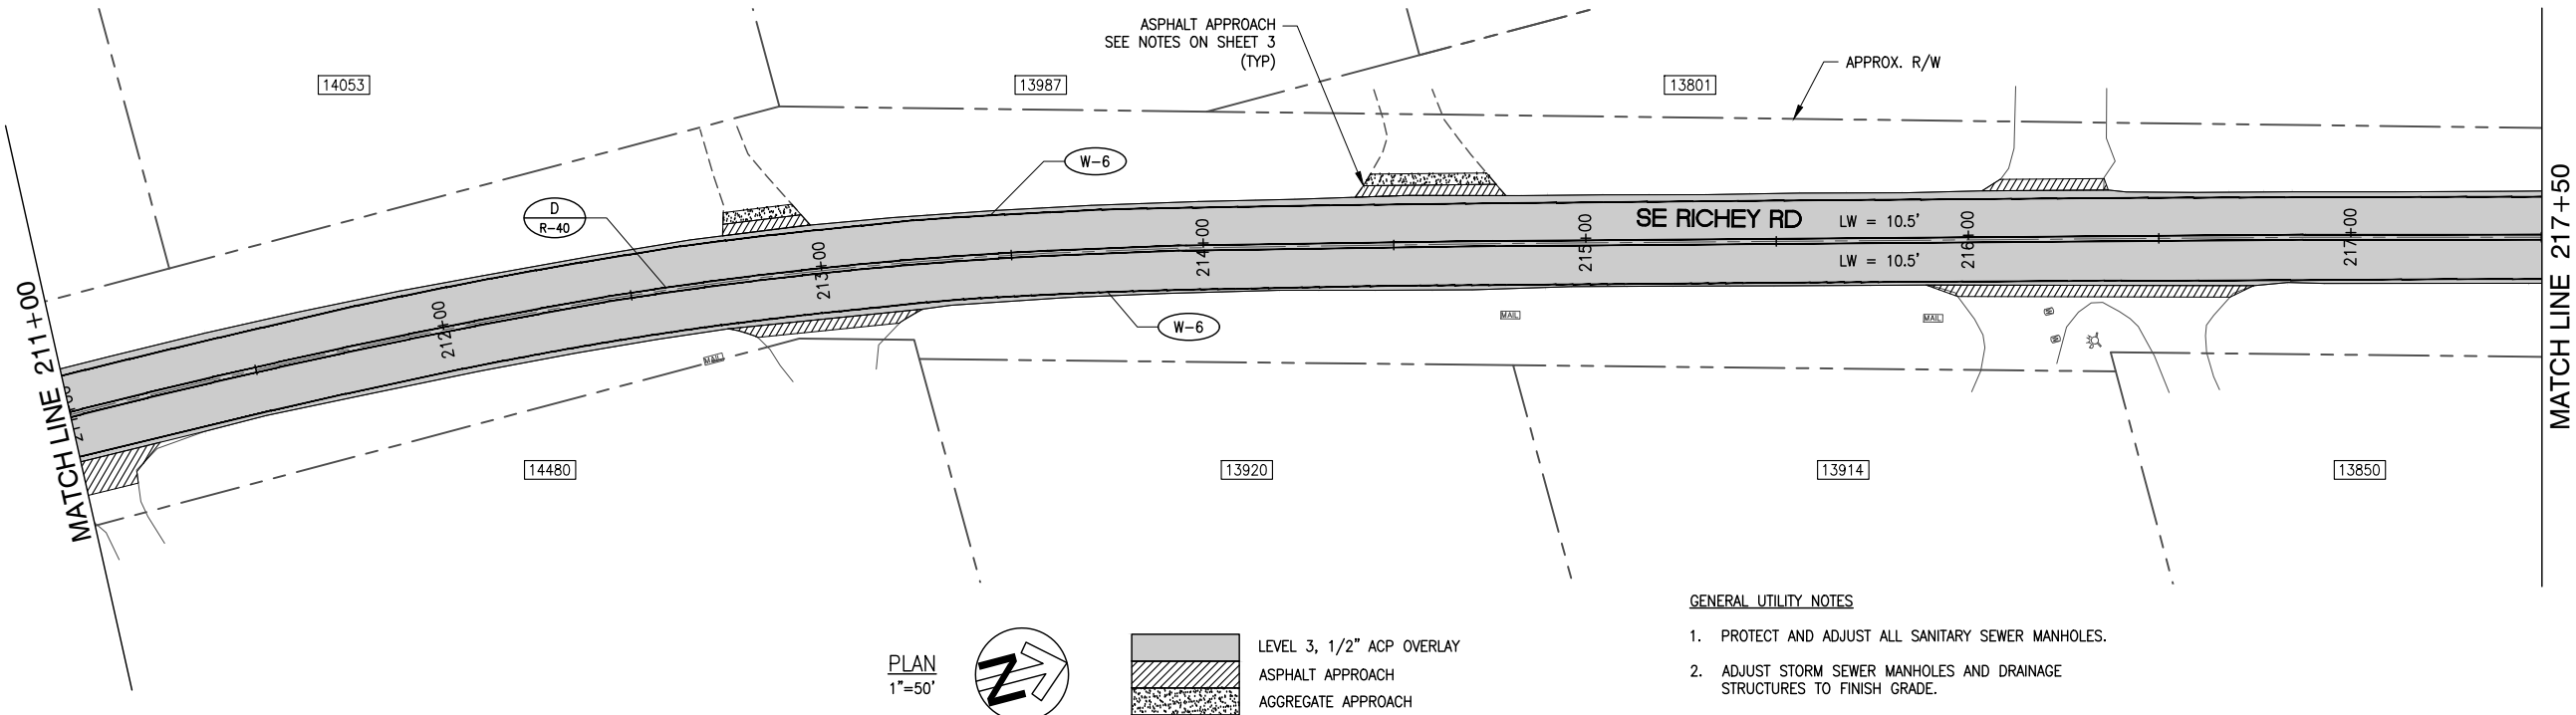 ASPHALT APPROACH
SEE NOTES ON SHEET 3
(TYP)
APPROX. R/W
14053
13987
13801
W-6
D
R-40
SE RICHEY RD
LW = 10.5'
LW = 10.5'
212+00
213+00
214+00
215+00
216+00
217+00
MATCH LINE 211+00
MATCH LINE 217+50
W-6
MAIL
MAIL
MAIL
14480
13920
13914
13850
PLAN
1"=50'
N
LEVEL 3, 1/2" ACP OVERLAY
ASPHALT APPROACH
AGGREGATE APPROACH
GENERAL UTILITY NOTES
1. PROTECT AND ADJUST ALL SANITARY SEWER MANHOLES.
2. ADJUST STORM SEWER MANHOLES AND DRAINAGE
STRUCTURES TO FINISH GRADE.